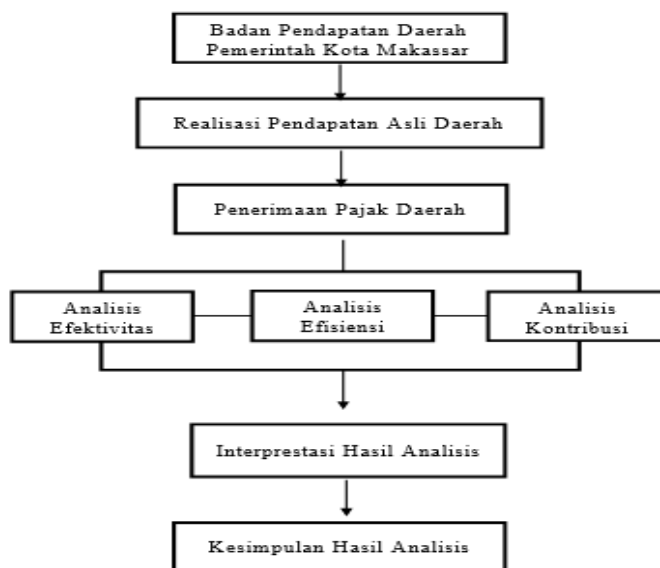 Badan Pendapatan Daerah
Pemerintah Kota Makassar
Realisasi Pendapatan Asli Daerah
Penerimaan Pajak Daerah
Analisis
Efektivitas
Analisis
Efisiensi
Analisis
Kontribusi
Interprestasi Hasil Analisis
Kesimpulan Hasil Analisis